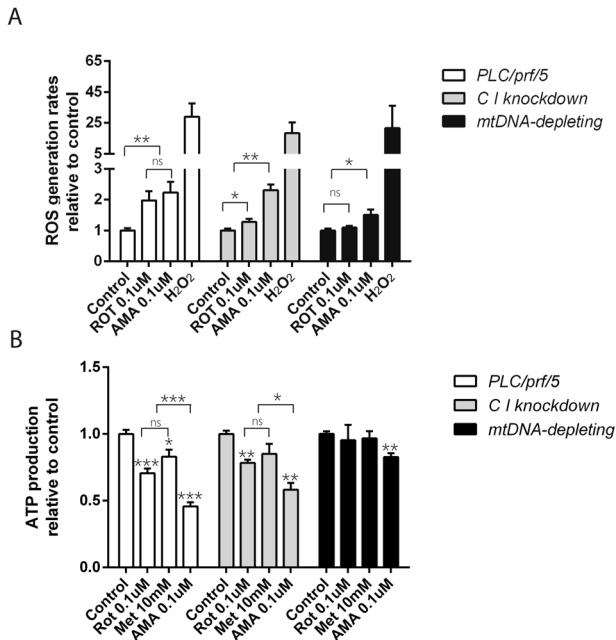 A
ROS generation rates
relative to control
65
45
25
5
3
2
1
**
ns
**
*
*
ns
Control
ROT 0.1uM
AMA 0.1uM
H₂O₂
Control
ROT 0.1uM
AMA 0.1uM
H₂O₂
Control
ROT 0.1uM
AMA 0.1uM
H₂O₂
PLC/prf/5
C I knockdown
mtDNA-depleting
B
ATP production
relative to control
1.5
1.0
0.5
0.0
***
ns
***
*
***
*
ns
**
**
**
Control
Rot 0.1uM
Met 10mM
AMA 0.1uM
Control
Rot 0.1uM
Met 10mM
AMA 0.1uM
Control
Rot 0.1uM
Met 10mM
AMA 0.1uM
PLC/prf/5
C I knockdown
mtDNA-depleting